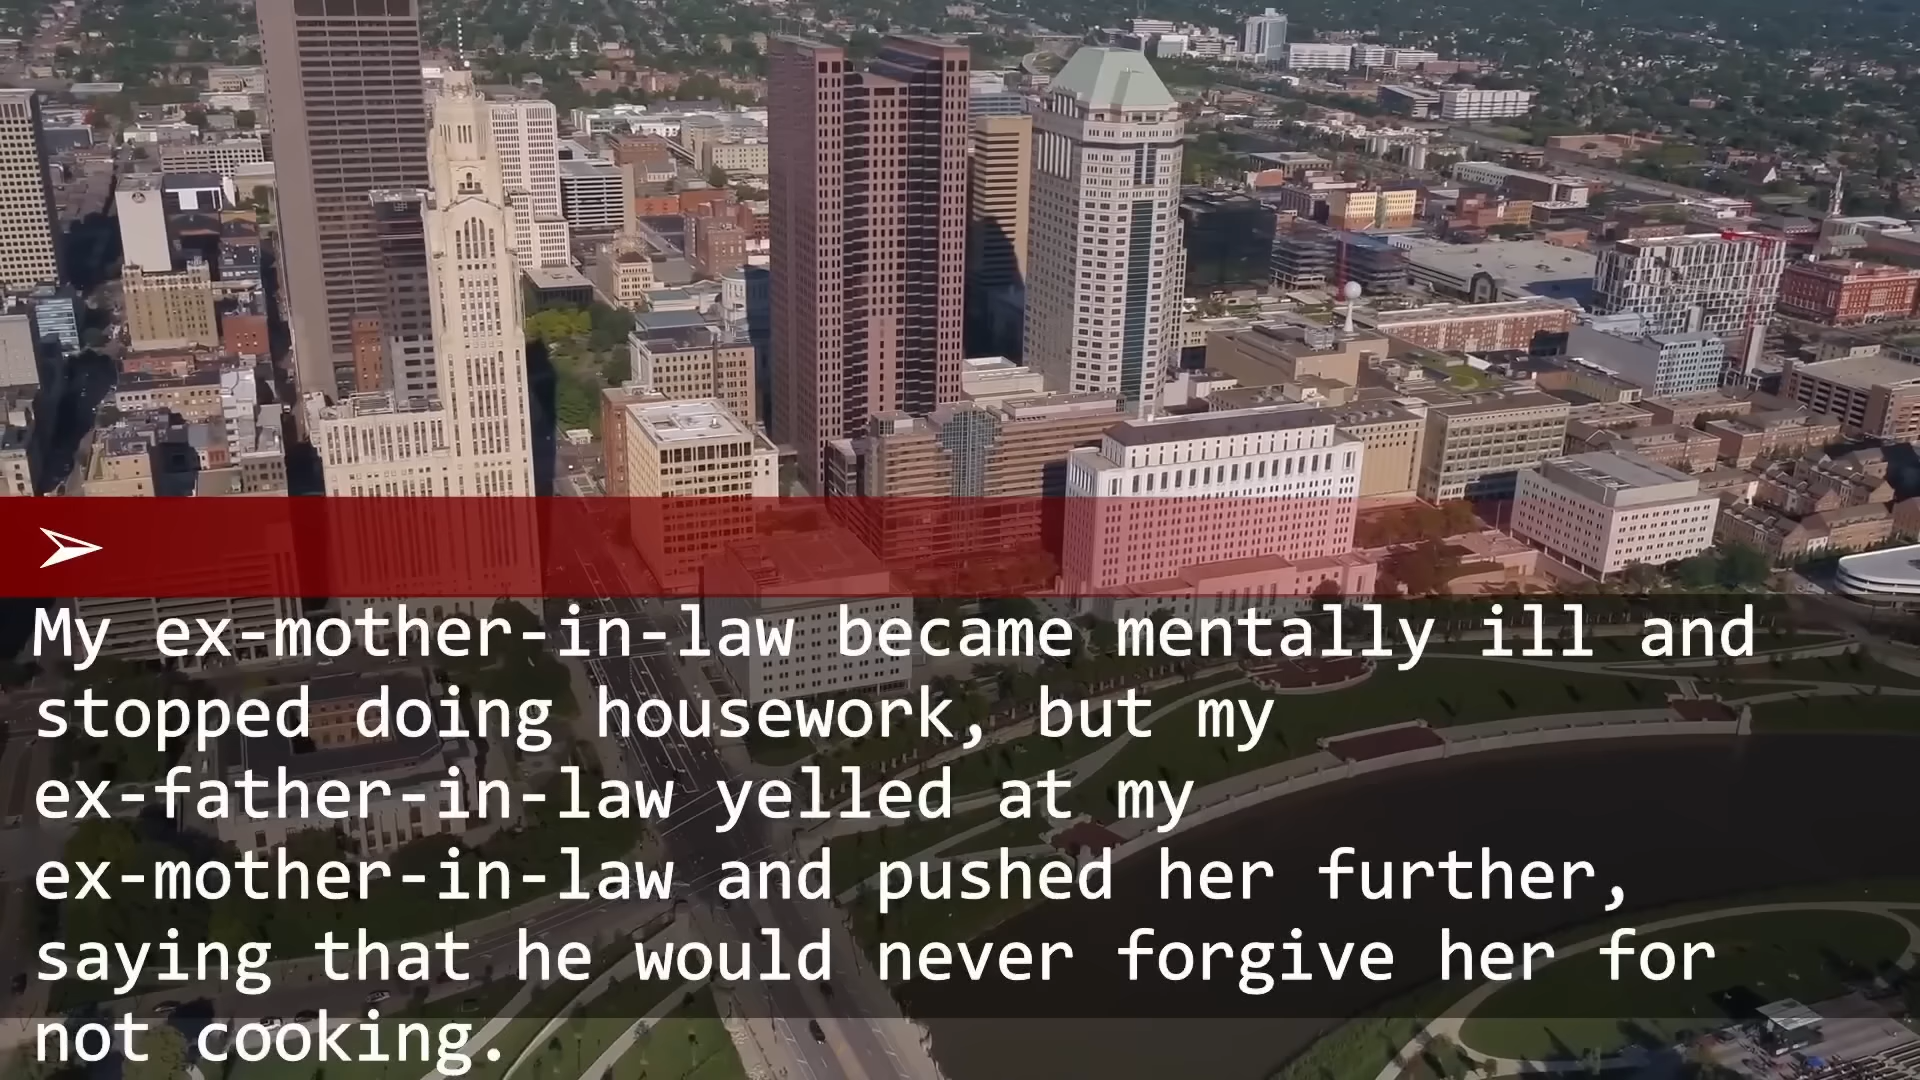 My ex-mother-in-law became mentally ill and
stopped doing housework, but my
ex-father-in-law yelled at my
ex-mother-in-law and pushed her further,
saying that he would never forgive her for
not cooking.